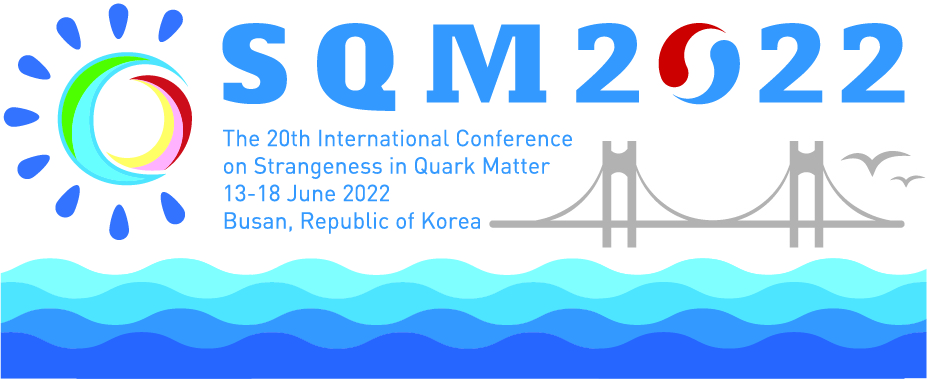 SQM2022
The 20th International Conference
on Strangeness in Quark Matter
13-18 June 2022
Busan, Republic of Korea